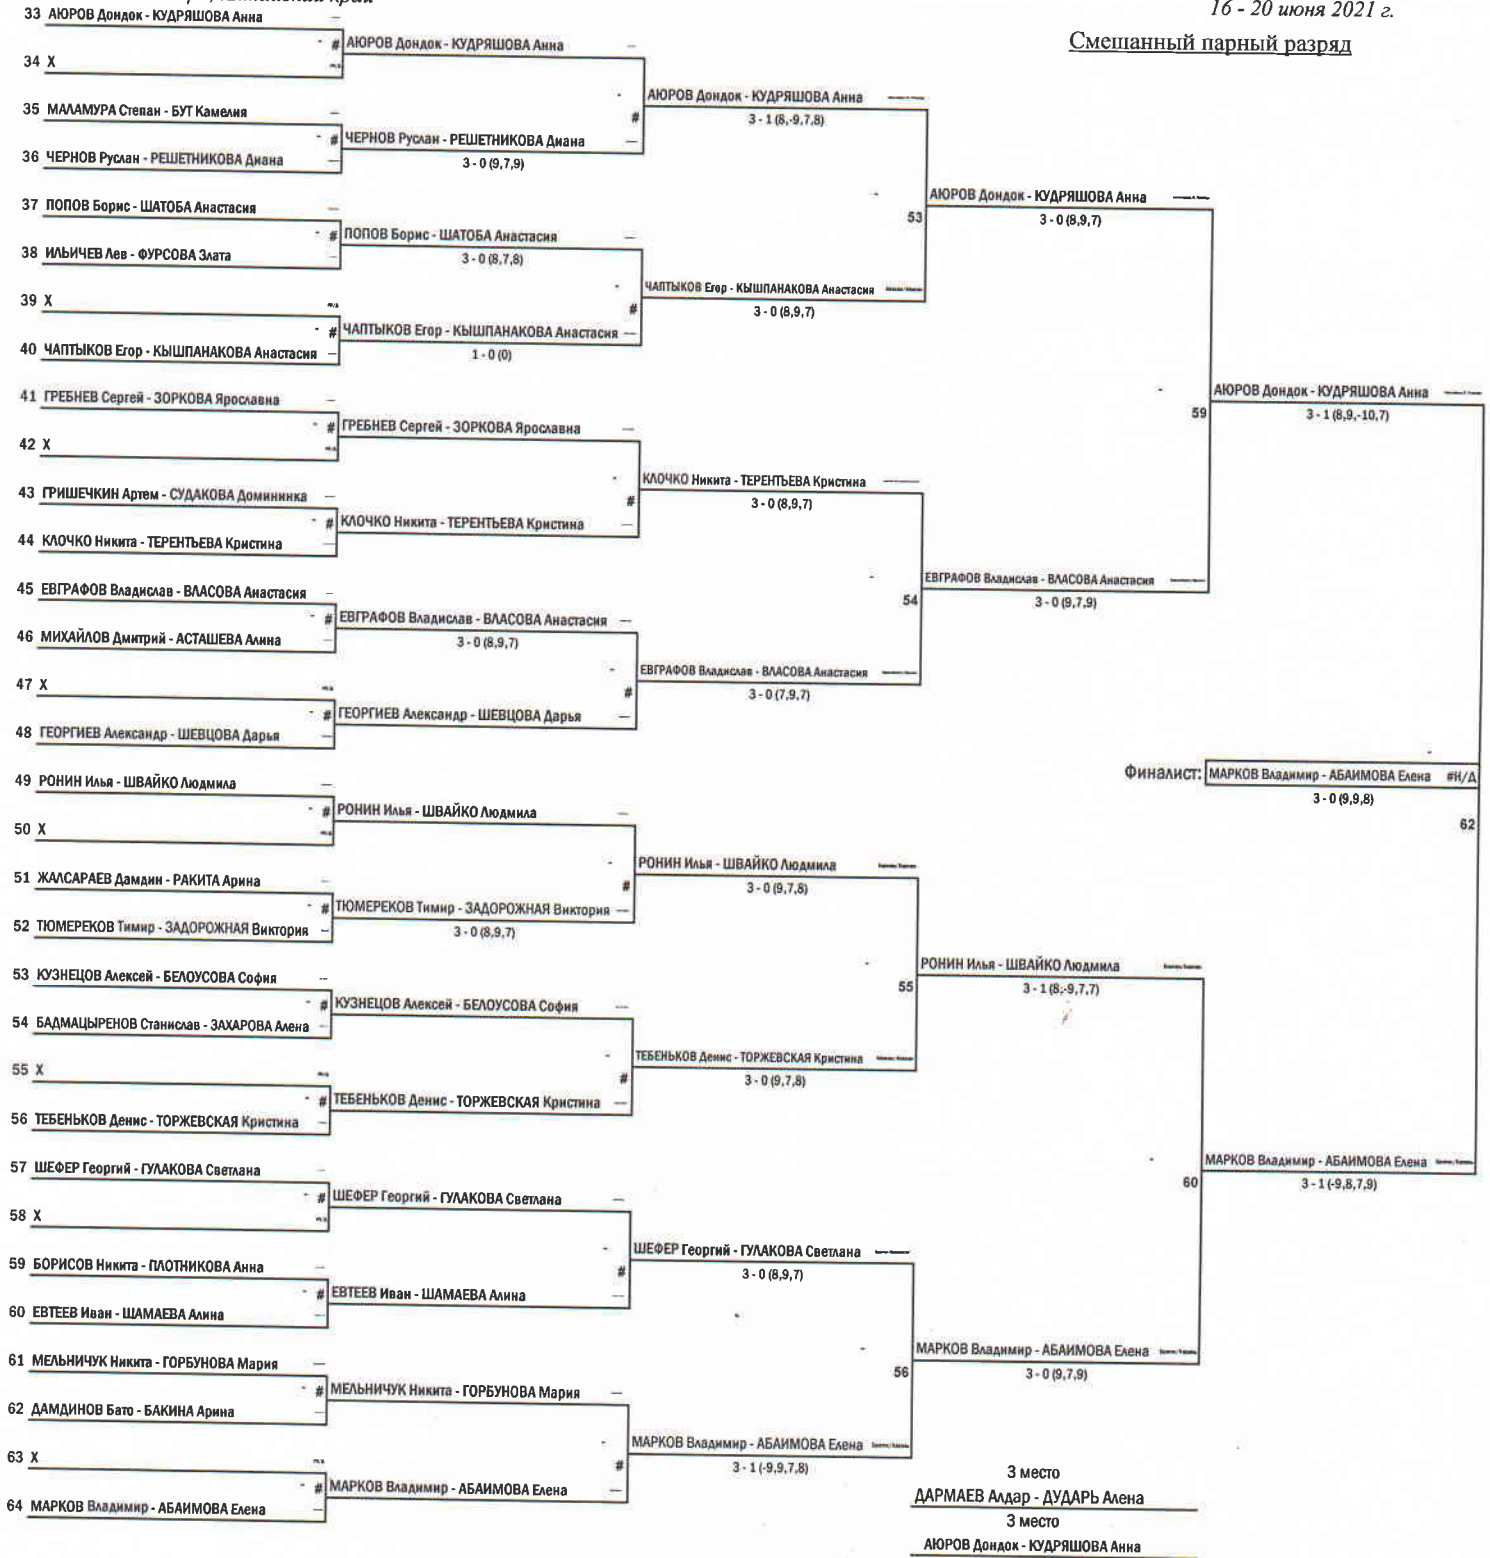 16 - 20 июня 2021 г.
Смешанный парный разряд
33 АЮРОВ Дондок - КУДРЯШОВА Анна
# АЮРОВ Дондок - КУДРЯШОВА Анна
34 X
АЮРОВ Дондок - КУДРЯШОВА Анна
3 - 1 (8,-9,7,8)
35 МАЛАМУРА Степан - БУТ Камелия
#
# ЧЕРНОВ Руслан - РЕШЕТНИКОВА Диана
3 - 0 (9,7,9)
36 ЧЕРНОВ Руслан - РЕШЕТНИКОВА Диана
АЮРОВ Дондок - КУДРЯШОВА Анна
3 - 0 (8,9,7)
53
37 ПОПОВ Борис - ШАТОБА Анастасия
# ПОПОВ Борис - ШАТОБА Анастасия
3 - 0 (8,7,8)
38 ИЛЬИЧЕВ Лев - ФУРСОВА Злата
ЧАПТЫКОВ Егор - КЫШПАНАКОВА Анастасия
3 - 0 (8,9,7)
39 X
#
# ЧАПТЫКОВ Егор - КЫШПАНАКОВА Анастасия
1 - 0 (0)
40 ЧАПТЫКОВ Егор - КЫШПАНАКОВА Анастасия
АЮРОВ Дондок - КУДРЯШОВА Анна
3 - 1 (8,9,-10,7)
59
41 ГРЕБНЕВ Сергей - ЗОРКОВА Ярославна
# ГРЕБНЕВ Сергей - ЗОРКОВА Ярославна
42 X
КЛОЧКО Никита - ТЕРЕНТЬЕВА Кристина
3 - 0 (8,9,7)
43 ГРИШЕЧКИН Артем - СУДАКОВА Домининка
#
# КЛОЧКО Никита - ТЕРЕНТЬЕВА Кристина
44 КЛОЧКО Никита - ТЕРЕНТЬЕВА Кристина
ЕВГРАФОВ Владислав - ВЛАСОВА Анастасия
3 - 0 (9,7,9)
54
45 ЕВГРАФОВ Владислав - ВЛАСОВА Анастасия
# ЕВГРАФОВ Владислав - ВЛАСОВА Анастасия
3 - 0 (8,9,7)
46 МИХАЙЛОВ Дмитрий - АСТАШЕВА Алина
ЕВГРАФОВ Владислав - ВЛАСОВА Анастасия
3 - 0 (7,9,7)
47 X
#
# ГЕОРГИЕВ Александр - ШЕВЦОВА Дарья
48 ГЕОРГИЕВ Александр - ШЕВЦОВА Дарья
Финалист: МАРКОВ Владимир - АБАИМОВА Елена #Н/Д
3 - 0 (9,9,8)
62
49 РОНИН Илья - ШВАЙКО Людмила
# РОНИН Илья - ШВАЙКО Людмила
50 X
РОНИН Илья - ШВАЙКО Людмила
3 - 0 (9,7,8)
51 ЖАЛСАРАЕВ Дамдин - РАКИТА Арина
#
# ТЮМЕРЕКОВ Тимир - ЗАДОРОЖНАЯ Виктория
3 - 0 (8,9,7)
52 ТЮМЕРЕКОВ Тимир - ЗАДОРОЖНАЯ Виктория
РОНИН Илья - ШВАЙКО Людмила
3 - 1 (8,-9,7,7)
55
53 КУЗНЕЦОВ Алексей - БЕЛОУСОВА София
# КУЗНЕЦОВ Алексей - БЕЛОУСОВА София
54 БАДМАЦЫРЕНОВ Станислав - ЗАХАРОВА Алена
ТЕБЕНЬКОВ Денис - ТОРЖЕВСКАЯ Кристина
3 - 0 (9,7,8)
55 X
#
# ТЕБЕНЬКОВ Денис - ТОРЖЕВСКАЯ Кристина
56 ТЕБЕНЬКОВ Денис - ТОРЖЕВСКАЯ Кристина
МАРКОВ Владимир - АБАИМОВА Елена
3 - 1 (-9,8,7,9)
60
57 ШЕФЕР Георгий - ГУЛАКОВА Светлана
# ШЕФЕР Георгий - ГУЛАКОВА Светлана
58 X
ШЕФЕР Георгий - ГУЛАКОВА Светлана
3 - 0 (8,9,7)
59 БОРИСОВ Никита - ПЛОТНИКОВА Анна
#
# ЕВТЕЕВ Иван - ШАМАЕВА Алина
60 ЕВТЕЕВ Иван - ШАМАЕВА Алина
МАРКОВ Владимир - АБАИМОВА Елена
3 - 0 (9,7,9)
56
61 МЕЛЬНИЧУК Никита - ГОРБУНОВА Мария
# МЕЛЬНИЧУК Никита - ГОРБУНОВА Мария
62 ДАМДИНОВ Бато - БАКИНА Арина
МАРКОВ Владимир - АБАИМОВА Елена
3 - 1 (-9,9,7,8)
63 X
#
# МАРКОВ Владимир - АБАИМОВА Елена
64 МАРКОВ Владимир - АБАИМОВА Елена
3 место
ДАРМАЕВ Алдар - ДУДАРЬ Алена
3 место
АЮРОВ Дондок - КУДРЯШОВА Анна